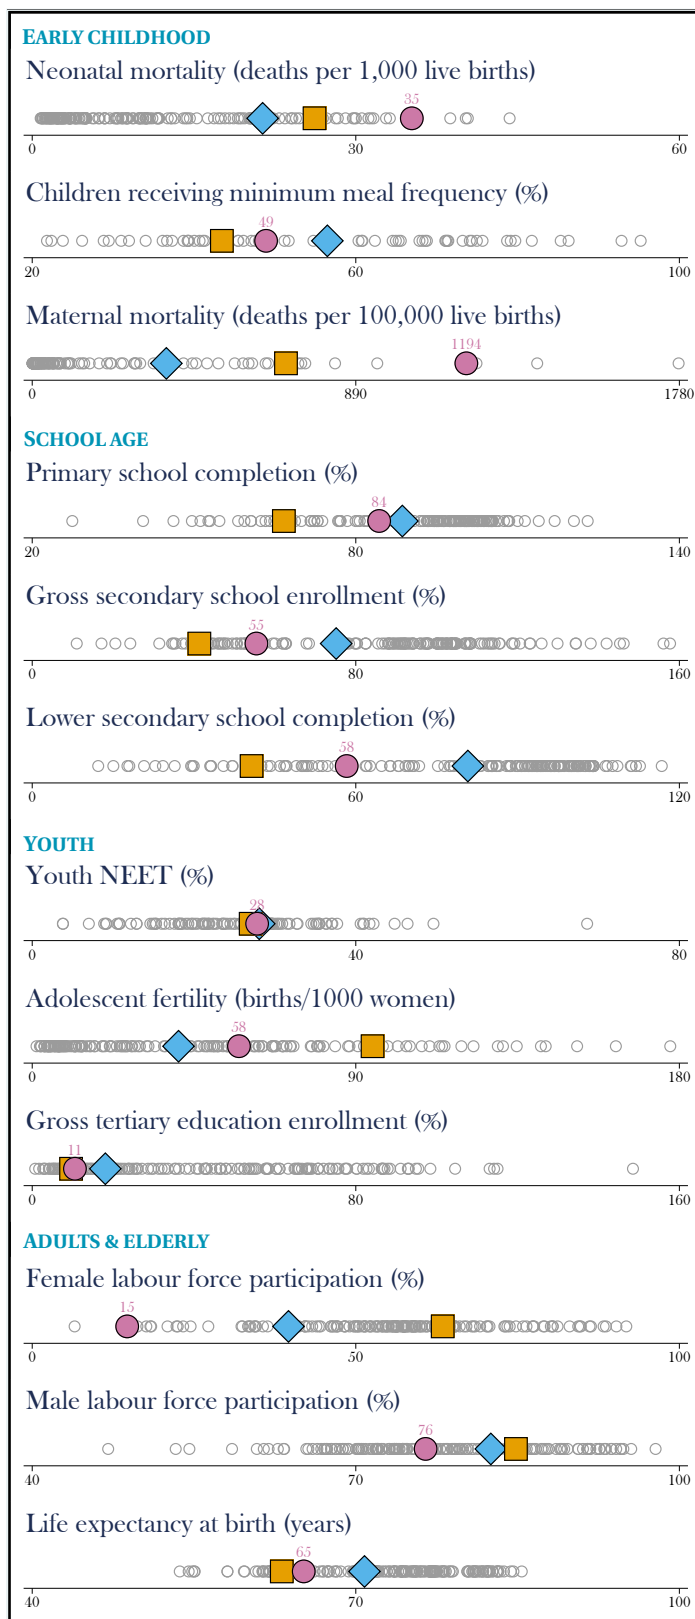 EARLY CHILDHOOD
Neonatal mortality (deaths per 1,000 live births)
35
0 30 60
Children receiving minimum meal frequency (%)
49
20 60 100
Maternal mortality (deaths per 100,000 live births)
1194
0 890 1780
SCHOOL AGE
Primary school completion (%)
84
20 80 140
Gross secondary school enrollment (%)
55
0 80 160
Lower secondary school completion (%)
58
0 60 120
YOUTH
Youth NEET (%)
28
0 40 80
Adolescent fertility (births/1000 women)
58
0 90 180
Gross tertiary education enrollment (%)
11
0 80 160
ADULTS & ELDERLY
Female labour force participation (%)
15
0 50 100
Male labour force participation (%)
76
40 70 100
Life expectancy at birth (years)
65
40 70 100